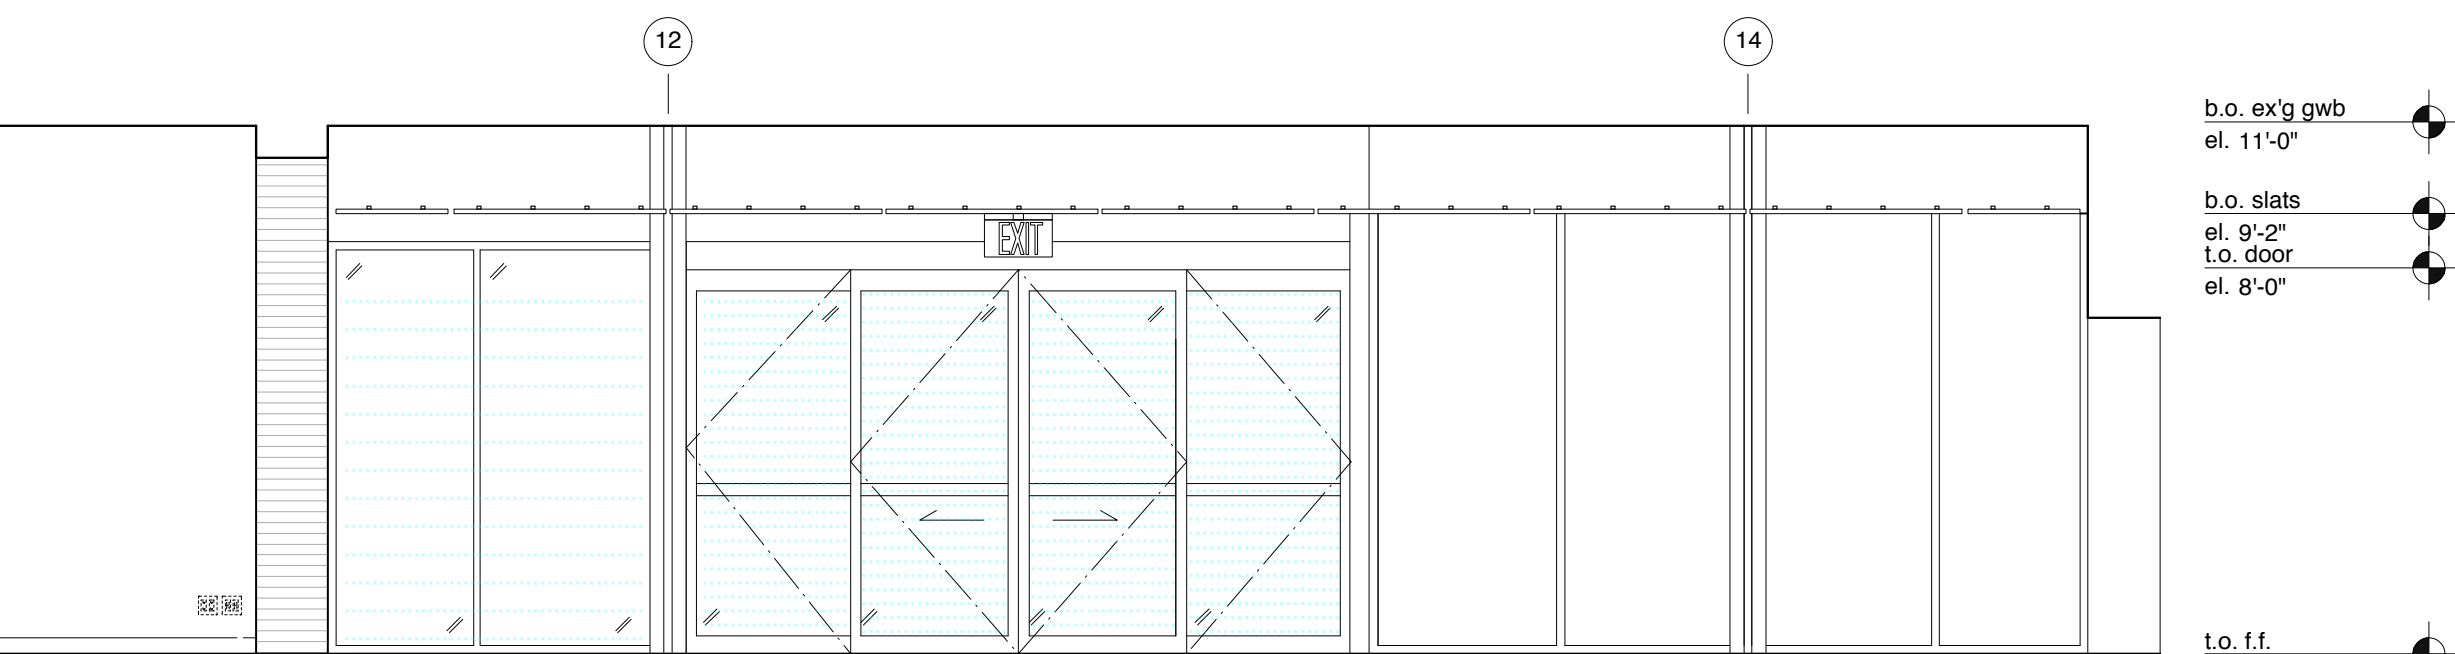 12
14
b.o. ex'g gwb
el. 11'-0"
b.o. slats
el. 9'-2"
t.o. door
el. 8'-0"
EXIT
t.o. f.f.